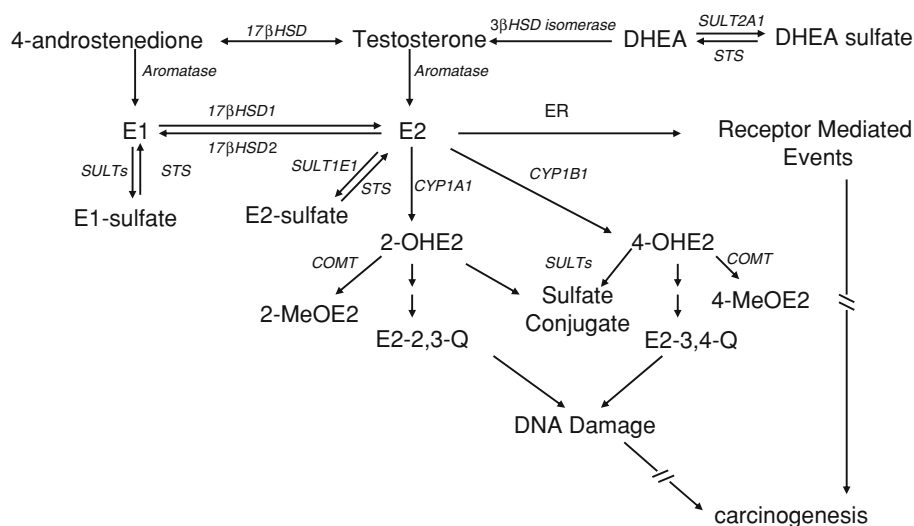 4-androstenedione
17βHSD
Testosterone
3βHSD isomerase
DHEA
SULT2A1
STS
DHEA sulfate
Aromatase
Aromatase
E1
17βHSD1
17βHSD2
E2
ER
Receptor Mediated
Events
SULTs
STS
SULT1E1
STS
CYP1A1
CYP1B1
E1-sulfate
E2-sulfate
2-OHE2
4-OHE2
COMT
SULTs
COMT
2-MeOE2
Sulfate
Conjugate
4-MeOE2
E2-2,3-Q
E2-3,4-Q
DNA Damage
carcinogenesis